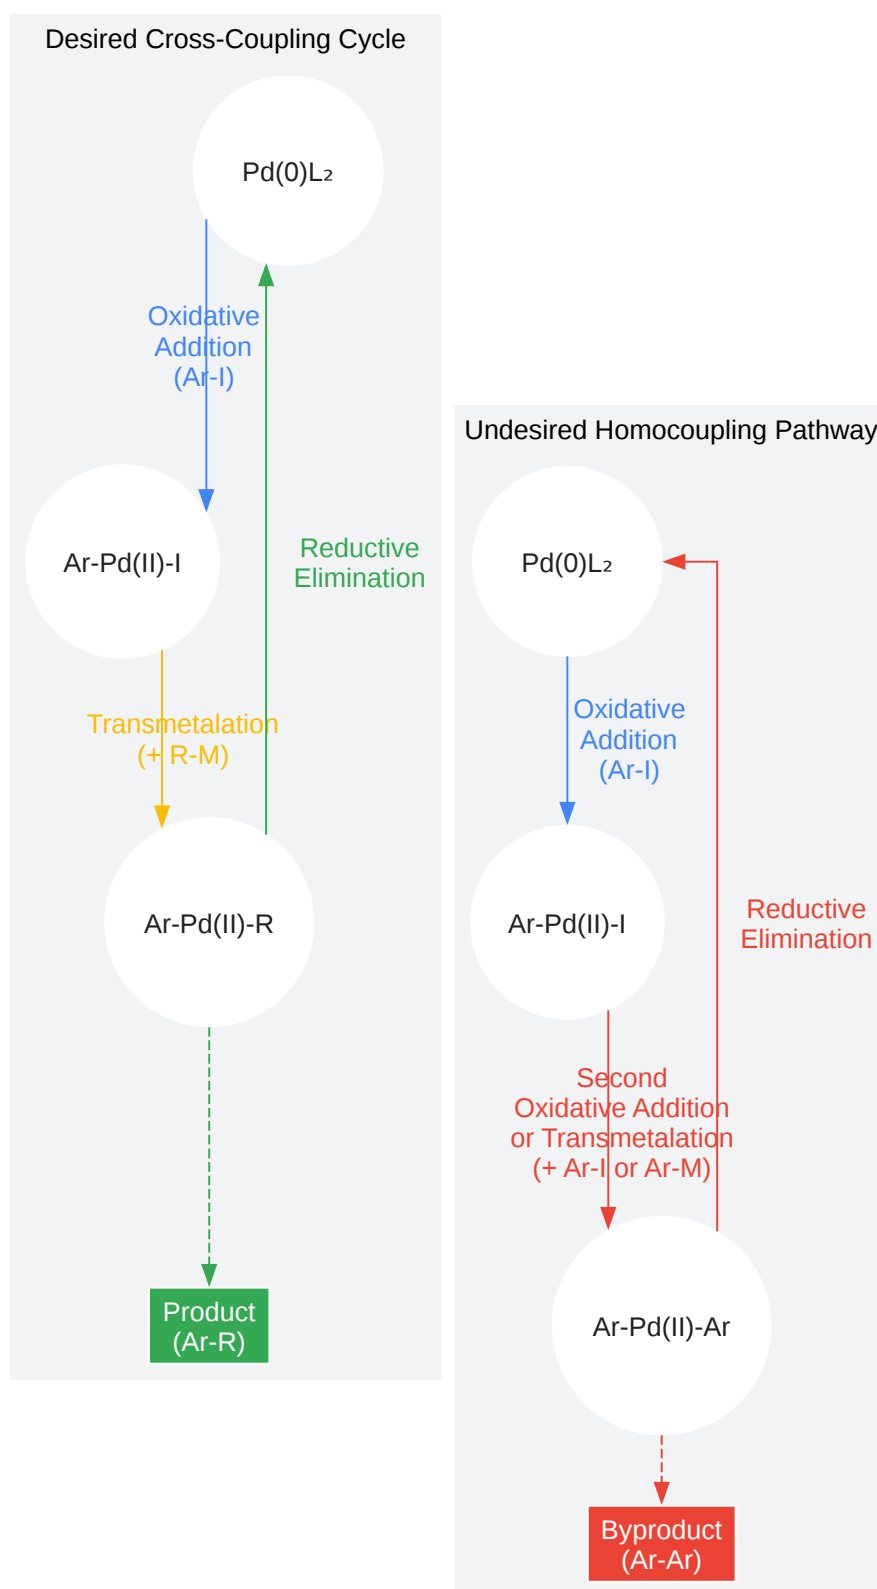 Desired Cross-Coupling Cycle
Pd(0)L₂
Oxidative
Addition
(Ar-I)
Ar-Pd(II)-I
Reductive
Elimination
Transmetalation
(+ R-M)
Ar-Pd(II)-R
Product
(Ar-R)
Undesired Homocoupling Pathway
Pd(0)L₂
Oxidative
Addition
(Ar-I)
Ar-Pd(II)-I
Reductive
Elimination
Second
Oxidative Addition
or Transmetalation
(+ Ar-I or Ar-M)
Ar-Pd(II)-Ar
Byproduct
(Ar-Ar)